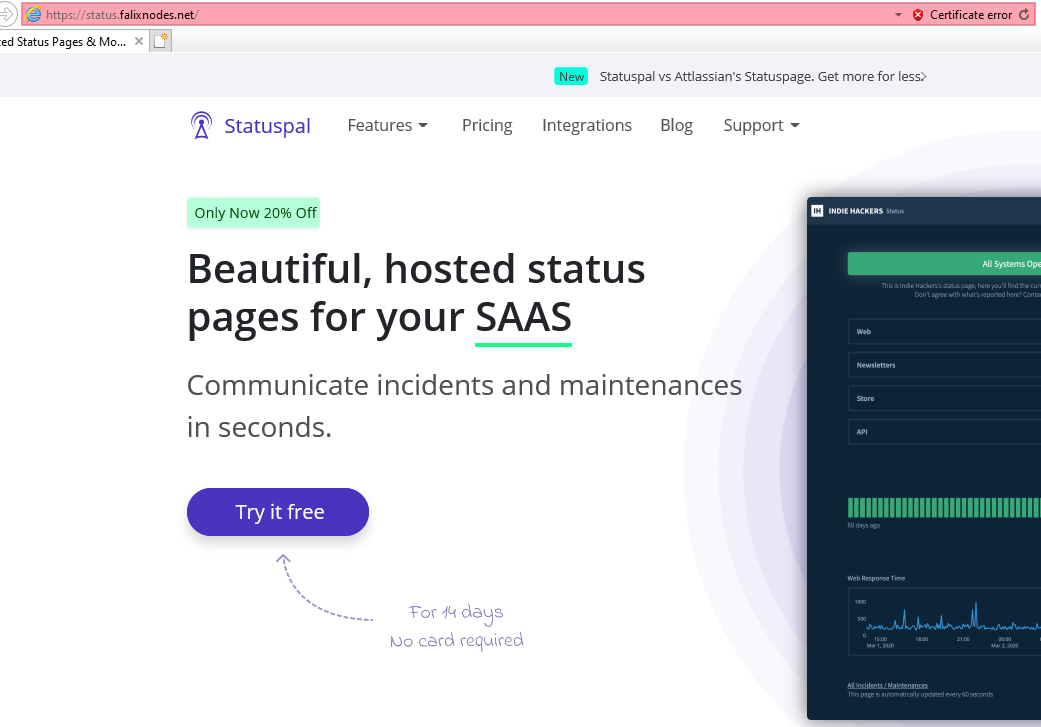 https://status.falixnodes.net/
Certificate error
ted Status Pages & Mo...
New Statuspal vs Attlassian's Statuspage. Get more for less.
Statuspal Features Pricing Integrations Blog Support
Only Now 20% Off
Beautiful, hosted status
pages for your SAAS
Communicate incidents and maintenances
in seconds.
Try it free
For 14 days
No card required
IH INDIE HACKERS Status
All Systems Ope
This is Indie Hackers's status page, here you'll find the cur
Don't agree with what's reported here? Contac
Web
Newsletters
Store
API
60 days ago
Web Response Time
1000
500
0
15:00 18:00 21:00 00:00
Mar 1, 2020 Mar 2, 2020
All Incidents / Maintenances
This page is automatically updated every 60 seconds